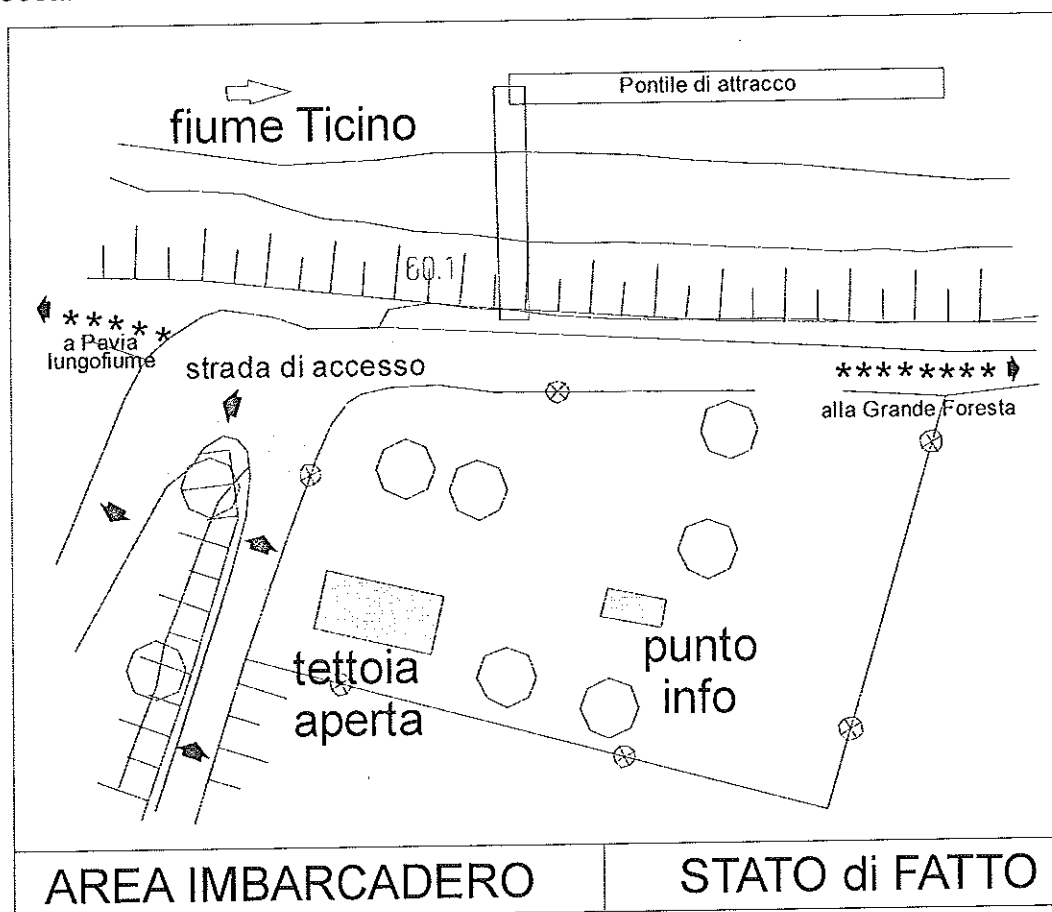 Pontile di attracco
fiume Ticino
60.1
*****
a Pavia
lungofiume
strada di accesso
********
alla Grande Foresta
tettoia
aperta
punto
info
AREA IMBARCADERO
STATO di FATTO